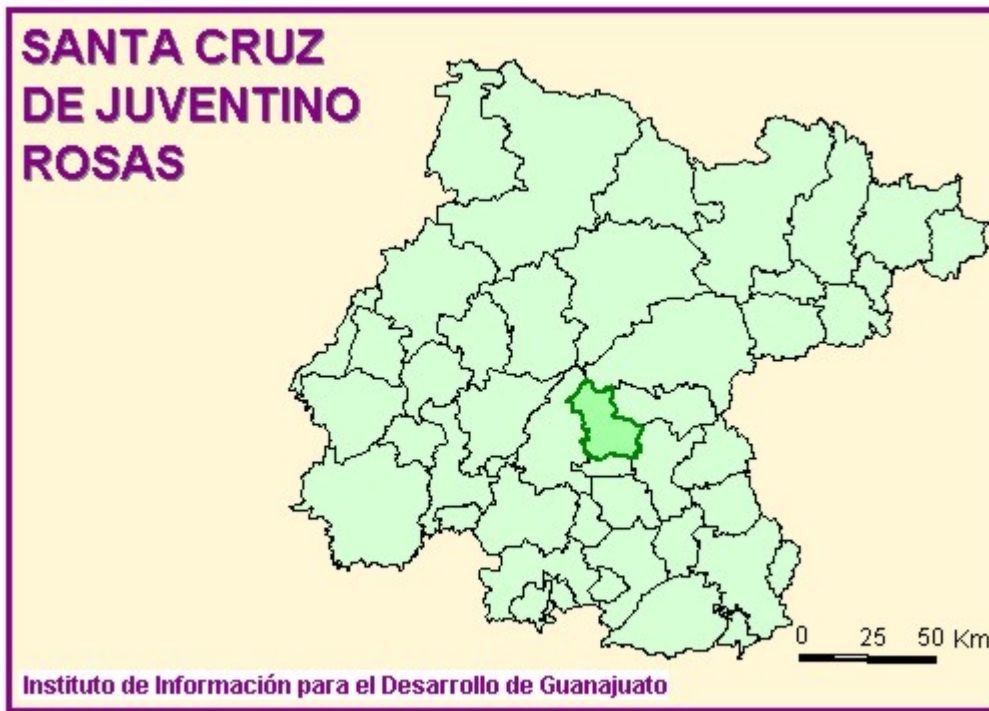 SANTA CRUZ
DE JUVENTINO
ROSAS
0 25 50 Km
Instituto de Información para el Desarrollo de Guanajuato